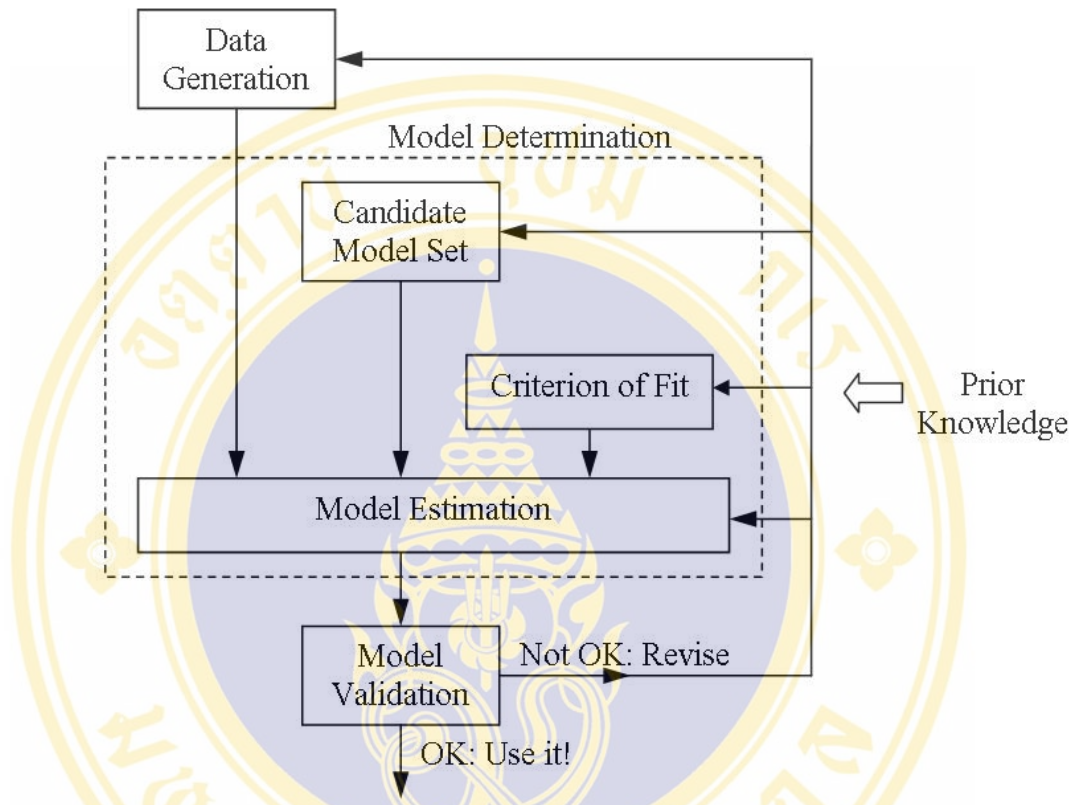 Data
Generation
Model Determination
Candidate
Model Set
Criterion of Fit
Prior
Knowledge
Model Estimation
Model
Validation
Not OK: Revise
OK: Use it!